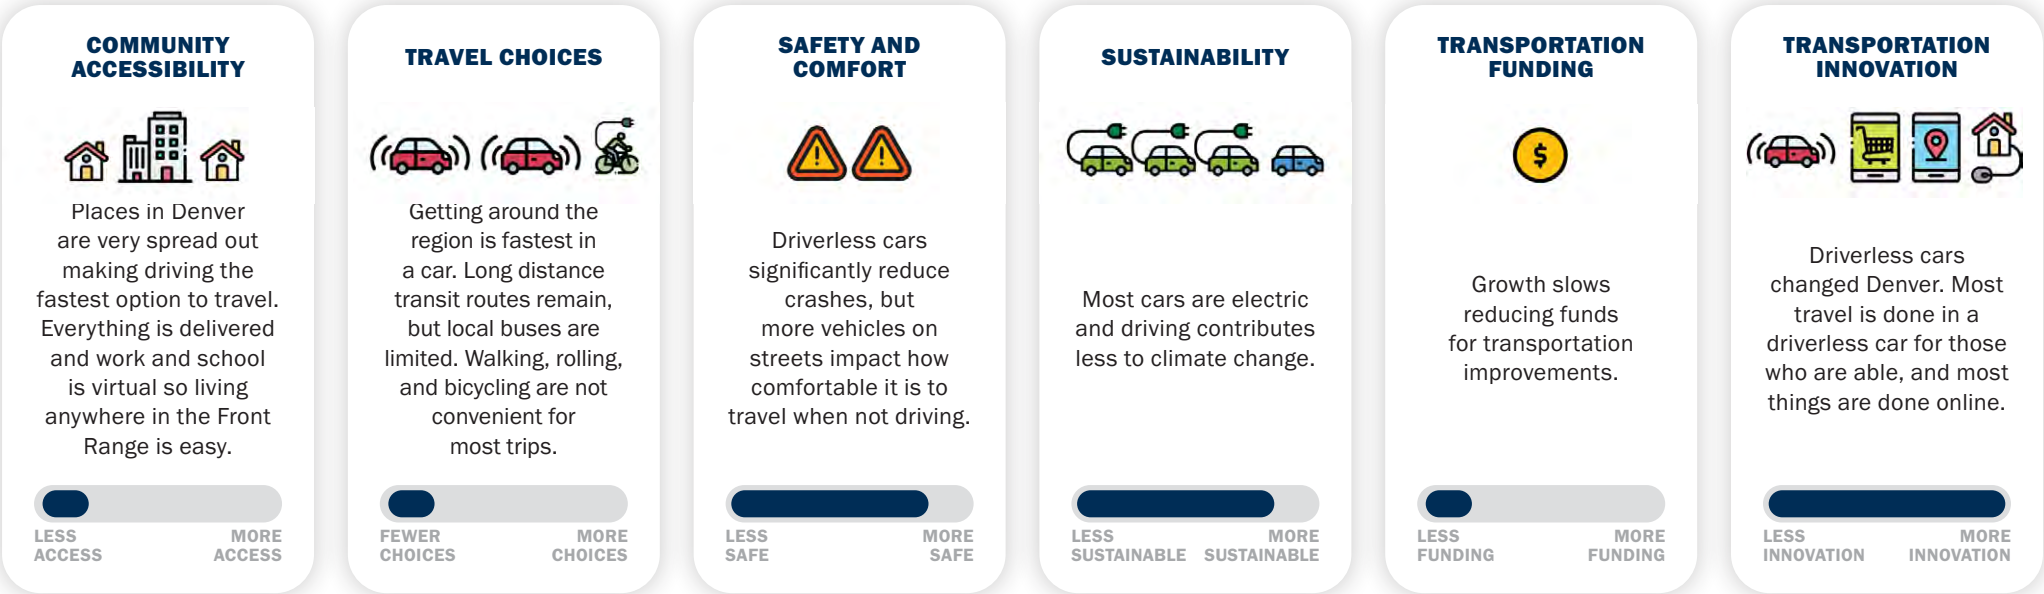 COMMUNITY
ACCESSIBILITY
Places in Denver
are very spread out
making driving the
fastest option to travel.
Everything is delivered
and work and school
is virtual so living
anywhere in the Front
Range is easy.
LESS
ACCESS
MORE
ACCESS
TRAVEL CHOICES
Getting around the
region is fastest in
a car. Long distance
transit routes remain,
but local buses are
limited. Walking, rolling,
and bicycling are not
convenient for
most trips.
FEWER
CHOICES
MORE
CHOICES
SAFETY AND
COMFORT
Driverless cars
significantly reduce
crashes, but
more vehicles on
streets impact how
comfortable it is to
travel when not driving.
LESS
SAFE
MORE
SAFE
SUSTAINABILITY
Most cars are electric
and driving contributes
less to climate change.
LESS
SUSTAINABLE
MORE
SUSTAINABLE
TRANSPORTATION
FUNDING
$
Growth slows
reducing funds
for transportation
improvements.
LESS
FUNDING
MORE
FUNDING
TRANSPORTATION
INNOVATION
Driverless cars
changed Denver. Most
travel is done in a
driverless car for those
who are able, and most
things are done online.
LESS
INNOVATION
MORE
INNOVATION